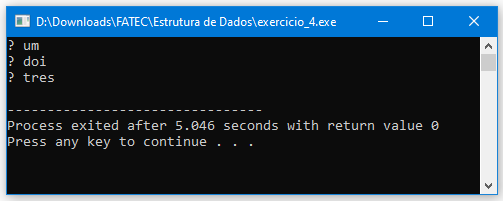 D:\Downloads\FATEC\Estrutura de Dados\exercicio_4.exe
? um
? doi
? tres
--------------------------------
Process exited after 5.046 seconds with return value 0
Press any key to continue . . .